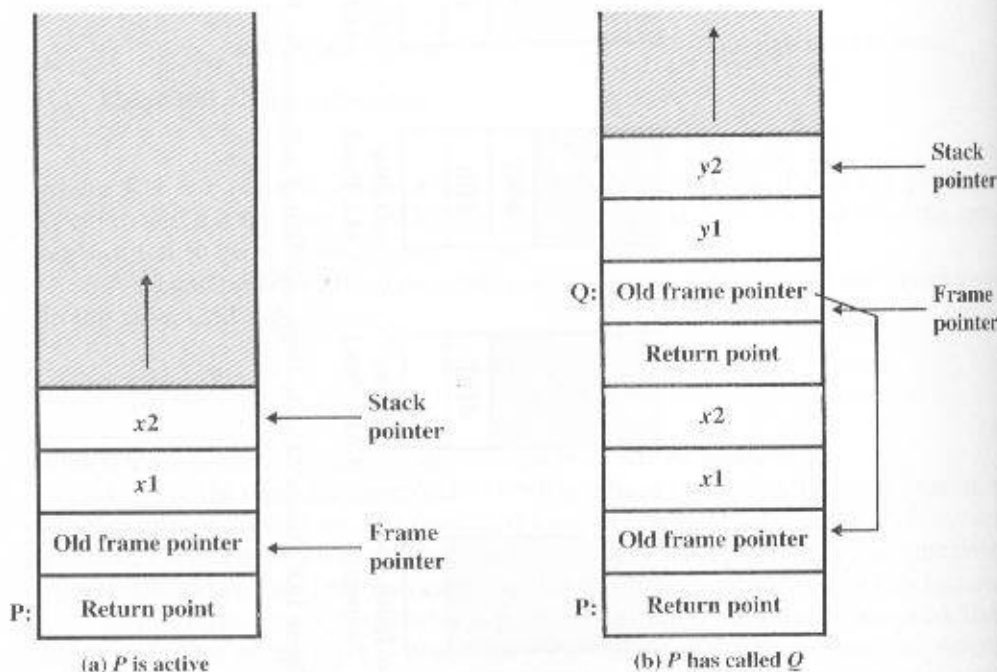 x2
x1
Old frame pointer
P: Return point
Stack
pointer
Frame
pointer
(a) P is active
y2
y1
Q: Old frame pointer
Return point
x2
x1
Old frame pointer
P: Return point
Stack
pointer
Frame
pointer
(b) P has called Q